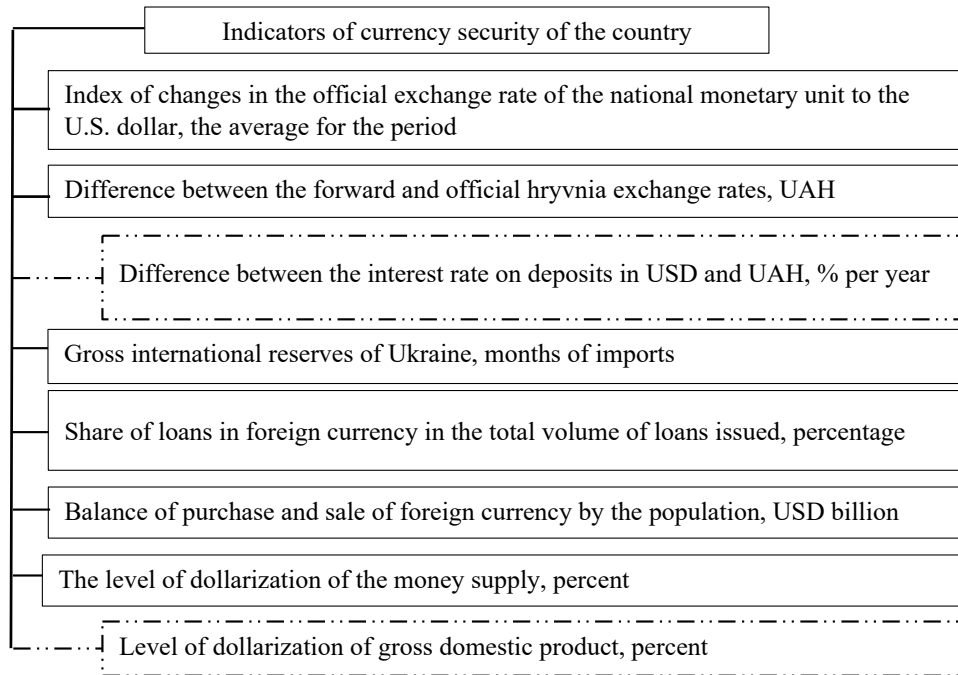 Indicators of currency security of the country
Index of changes in the official exchange rate of the national monetary unit to the
U.S. dollar, the average for the period
Difference between the forward and official hryvnia exchange rates, UAH
Difference between the interest rate on deposits in USD and UAH, % per year
Gross international reserves of Ukraine, months of imports
Share of loans in foreign currency in the total volume of loans issued, percentage
Balance of purchase and sale of foreign currency by the population, USD billion
The level of dollarization of the money supply, percent
Level of dollarization of gross domestic product, percent